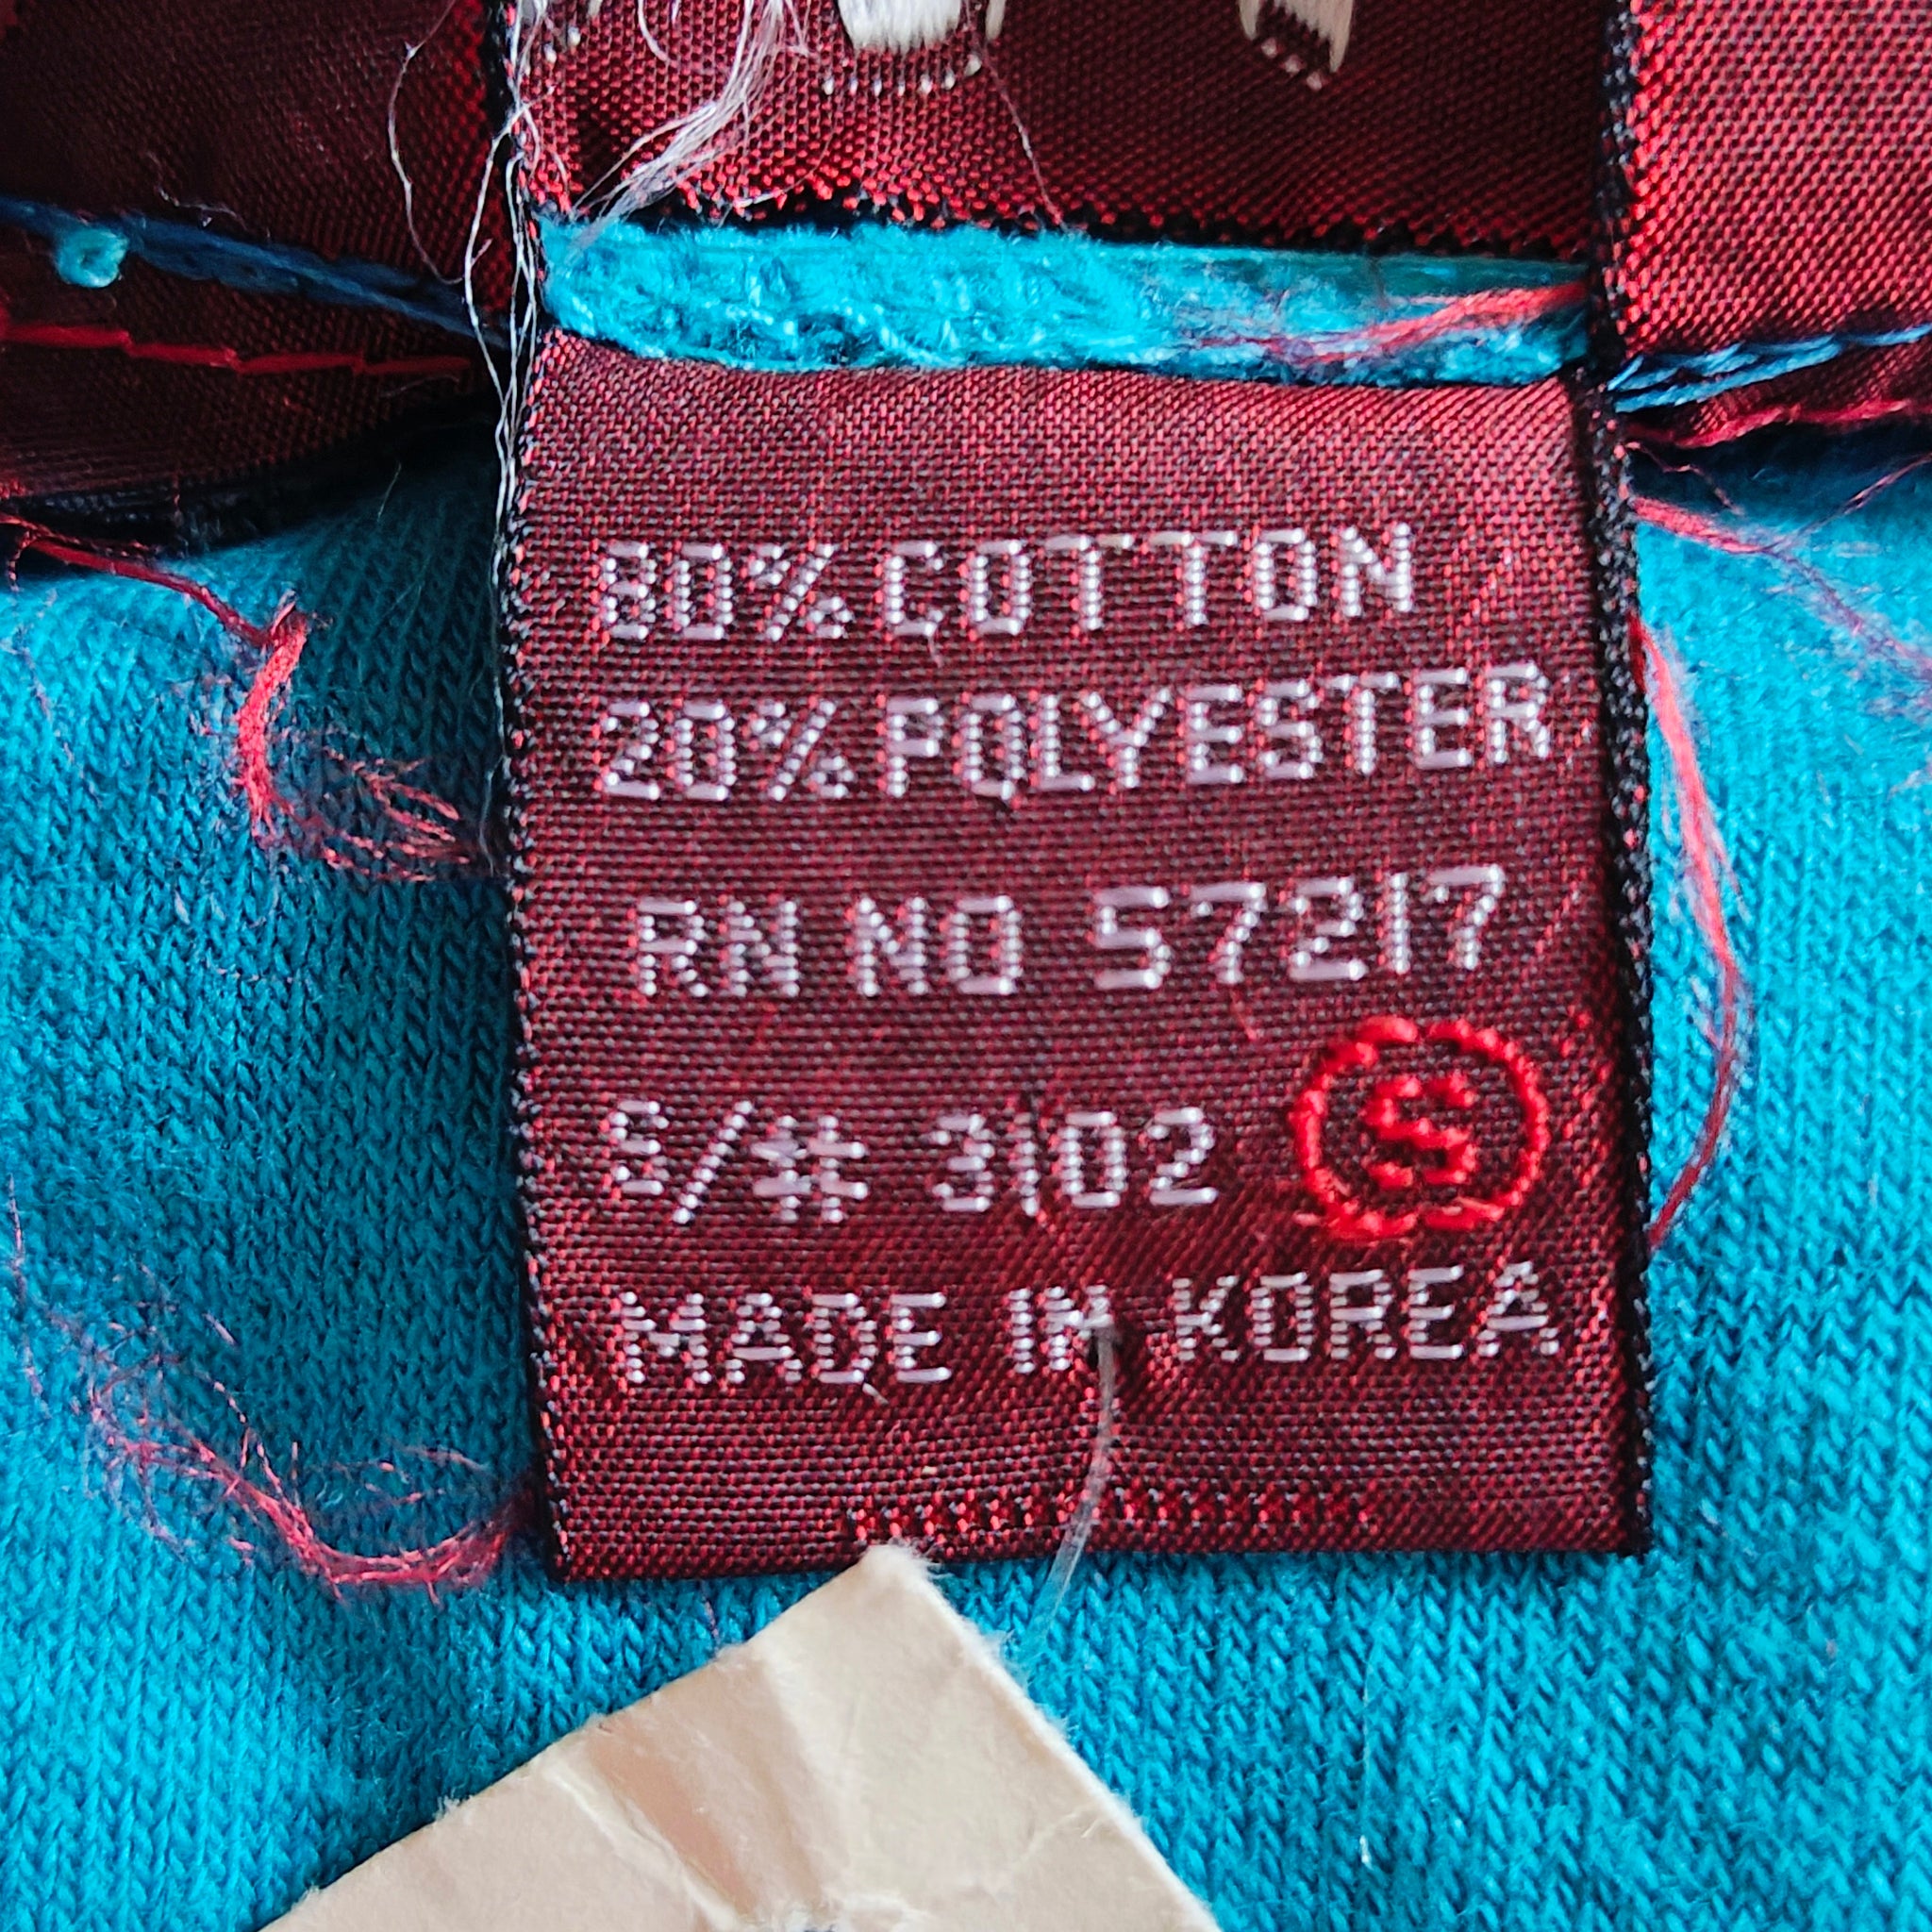 80% COTTON
20% POLYESTER
RN NO 57217
S/# 3102 S
MADE IN KOREA